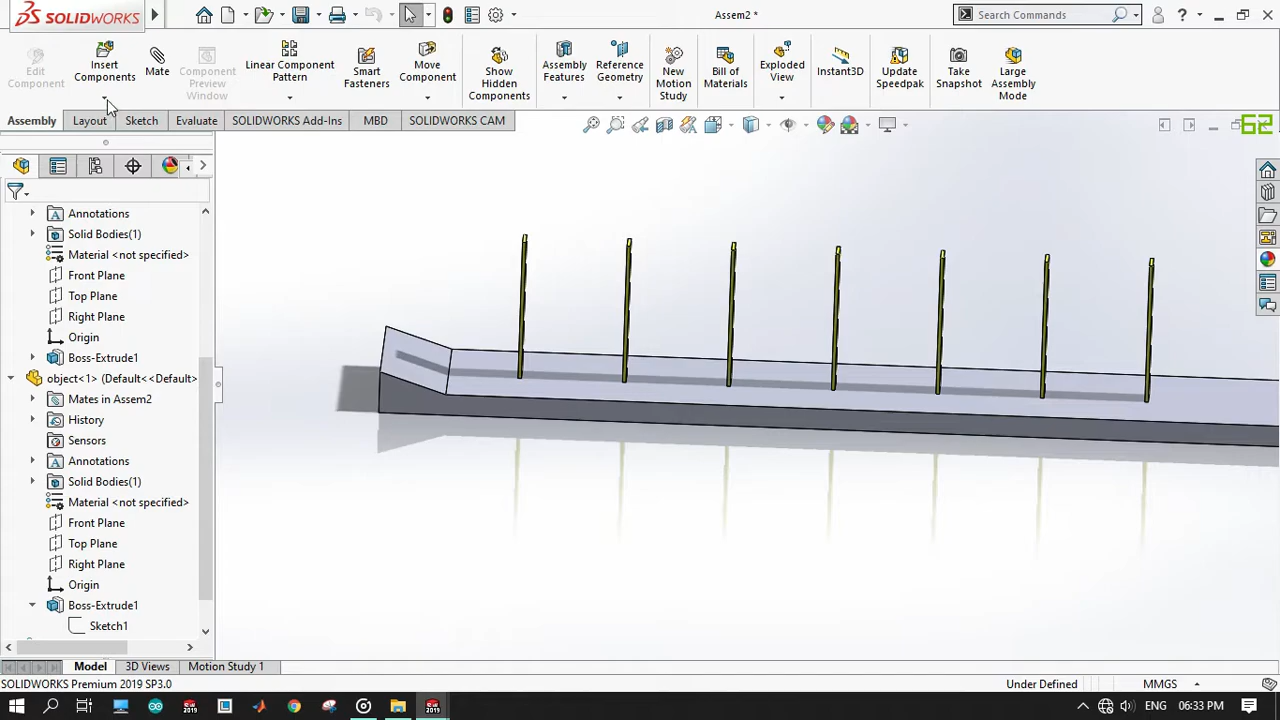 SOLIDWORKS
Assem2 *
Search Commands
Edit Component
Insert Components
Mate
Component Preview Window
Linear Component Pattern
Smart Fasteners
Move Component
Show Hidden Components
Assembly Features
Reference Geometry
New Motion Study
Bill of Materials
Exploded View
Instant3D
Update Speedpak
Take Snapshot
Large Assembly Mode
Assembly Layout Sketch Evaluate SOLIDWORKS Add-Ins MBD SOLIDWORKS CAM
62
Annotations
Solid Bodies(1)
Material <not specified>
Front Plane
Top Plane
Right Plane
Origin
Boss-Extrude1
object<1> (Default<<Default>
Mates in Assem2
History
Sensors
Annotations
Solid Bodies(1)
Material <not specified>
Front Plane
Top Plane
Right Plane
Origin
Boss-Extrude1
Sketch1
Model 3D Views Motion Study 1
SOLIDWORKS Premium 2019 SP3.0
Under Defined
MMGS
ENG
06:33 PM